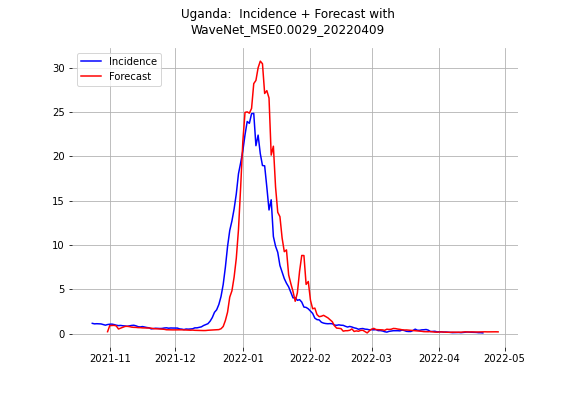 Uganda:  Incidence + Forecast with
WaveNet_MSE0.0029_20220409
Incidence
Forecast
30
25
20
15
10
5
0
2021-11 2021-12 2022-01 2022-02 2022-03 2022-04 2022-05